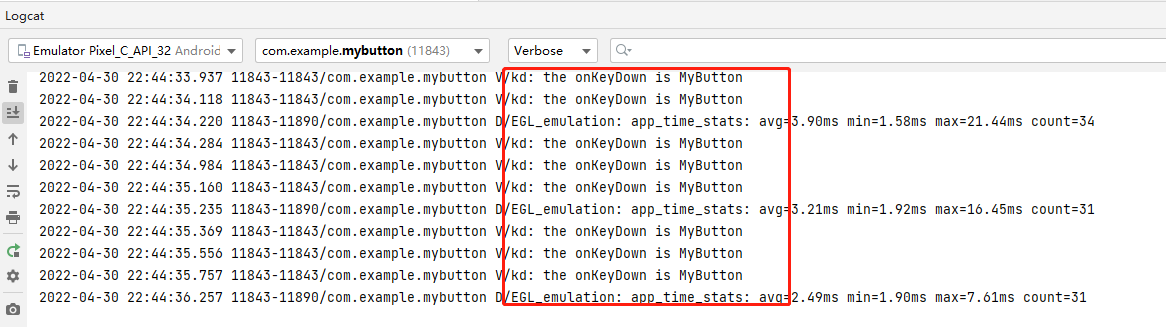 Logcat
Emulator Pixel_C_API_32 Android com.example.mybutton (11843) Verbose
2022-04-30 22:44:33.937 11843-11843/com.example.mybutton V/kd: the onKeyDown is MyButton
2022-04-30 22:44:34.118 11843-11843/com.example.mybutton V/kd: the onKeyDown is MyButton
2022-04-30 22:44:34.220 11843-11890/com.example.mybutton D/EGL_emulation: app_time_stats: avg=3.90ms min=1.58ms max=21.44ms count=34
2022-04-30 22:44:34.284 11843-11843/com.example.mybutton V/kd: the onKeyDown is MyButton
2022-04-30 22:44:34.984 11843-11843/com.example.mybutton V/kd: the onKeyDown is MyButton
2022-04-30 22:44:35.160 11843-11843/com.example.mybutton V/kd: the onKeyDown is MyButton
2022-04-30 22:44:35.235 11843-11890/com.example.mybutton D/EGL_emulation: app_time_stats: avg=3.21ms min=1.92ms max=16.45ms count=31
2022-04-30 22:44:35.369 11843-11843/com.example.mybutton V/kd: the onKeyDown is MyButton
2022-04-30 22:44:35.556 11843-11843/com.example.mybutton V/kd: the onKeyDown is MyButton
2022-04-30 22:44:35.757 11843-11843/com.example.mybutton V/kd: the onKeyDown is MyButton
2022-04-30 22:44:36.257 11843-11890/com.example.mybutton D/EGL_emulation: app_time_stats: avg=2.49ms min=1.90ms max=7.61ms count=31